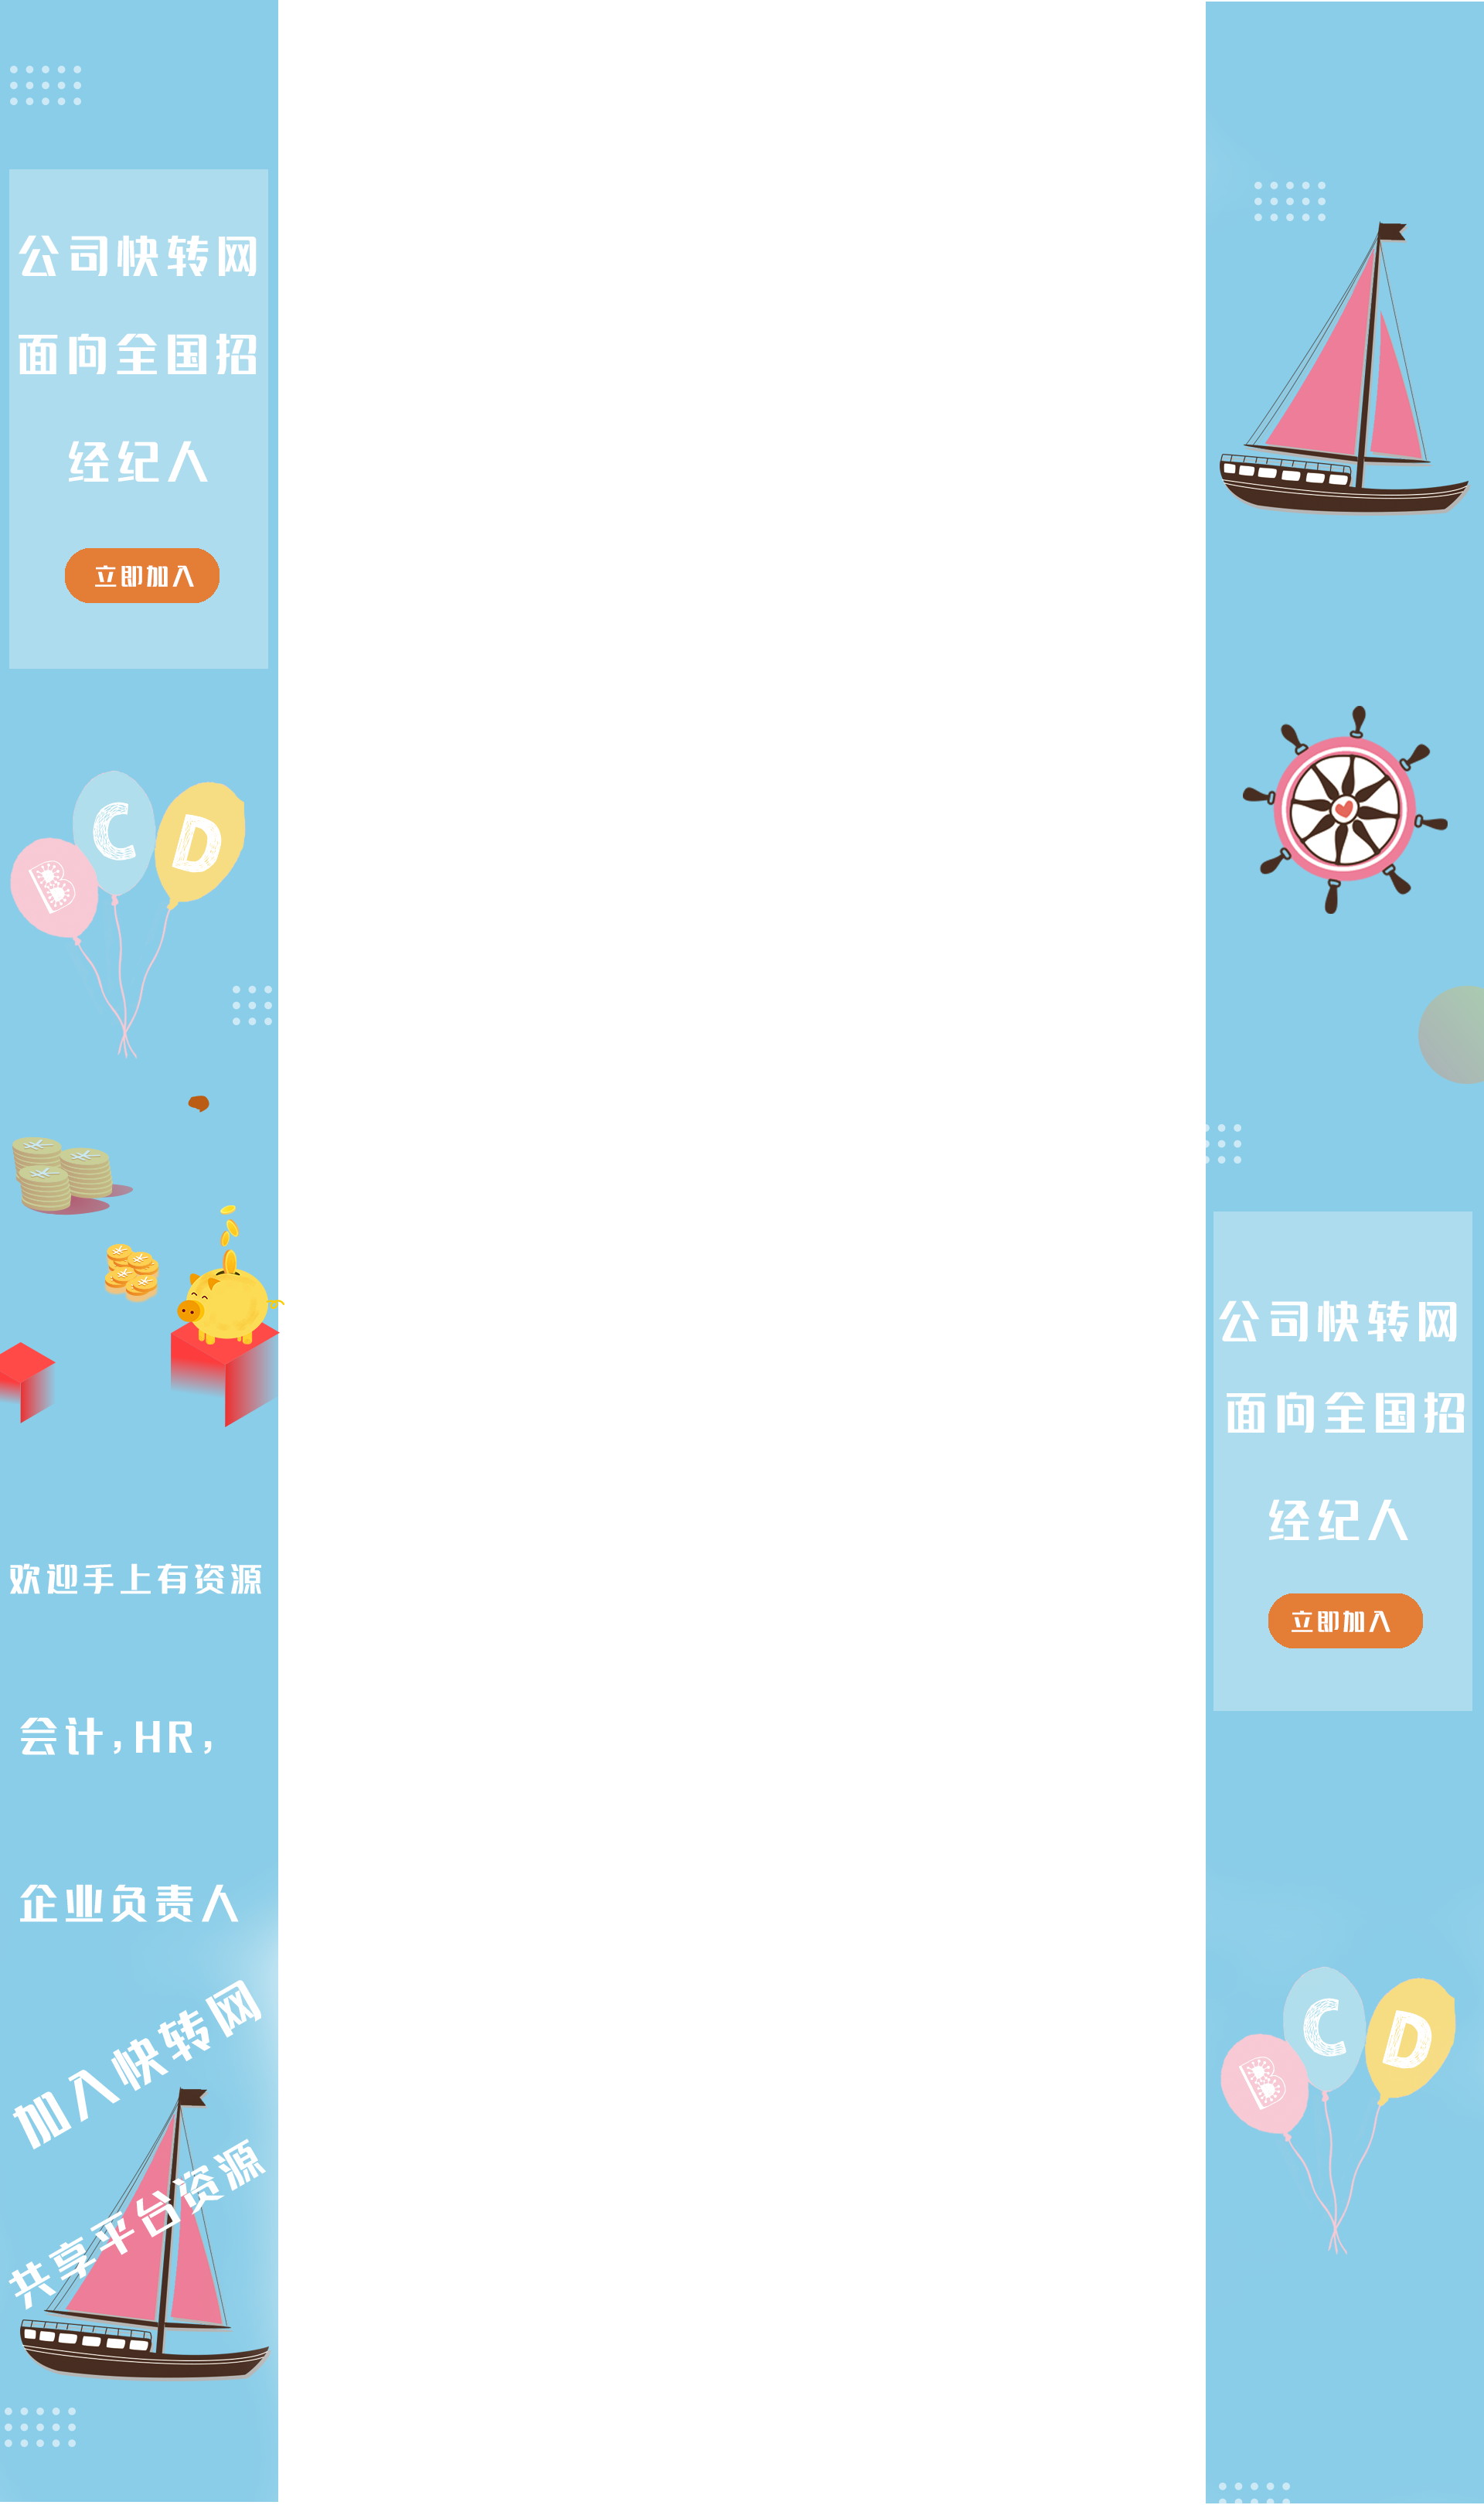 公司快转网
面向全国招
经纪人
立即加入
B
C
D
欢迎手上有资源
会计,HR,
企业负责人
加入快转网
共享平台资源
公司快转网
面向全国招
经纪人
立即加入
B
C
D